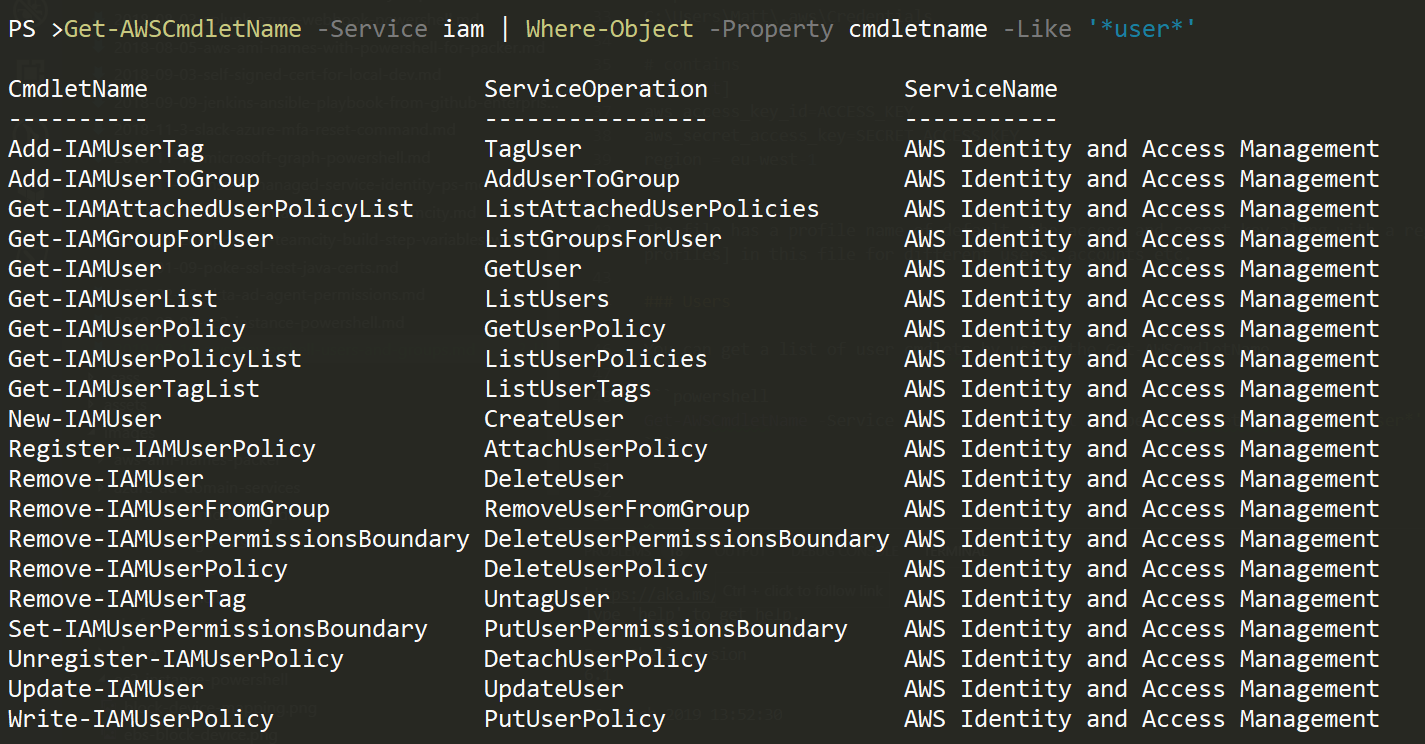 PS >Get-AWSCmdletName -Service iam | Where-Object -Property cmdletname -Like '*user*'
CmdletName ServiceOperation ServiceName
---------- ---------------- -----------
Add-IAMUserTag TagUser AWS Identity and Access Management
Add-IAMUserToGroup AddUserToGroup AWS Identity and Access Management
Get-IAMAttachedUserPolicyList ListAttachedUserPolicies AWS Identity and Access Management
Get-IAMGroupForUser ListGroupsForUser AWS Identity and Access Management
Get-IAMUser GetUser AWS Identity and Access Management
Get-IAMUserList ListUsers AWS Identity and Access Management
Get-IAMUserPolicy GetUserPolicy AWS Identity and Access Management
Get-IAMUserPolicyList ListUserPolicies AWS Identity and Access Management
Get-IAMUserTagList ListUserTags AWS Identity and Access Management
New-IAMUser CreateUser AWS Identity and Access Management
Register-IAMUserPolicy AttachUserPolicy AWS Identity and Access Management
Remove-IAMUser DeleteUser AWS Identity and Access Management
Remove-IAMUserFromGroup RemoveUserFromGroup AWS Identity and Access Management
Remove-IAMUserPermissionsBoundary DeleteUserPermissionsBoundary AWS Identity and Access Management
Remove-IAMUserPolicy DeleteUserPolicy AWS Identity and Access Management
Remove-IAMUserTag UntagUser AWS Identity and Access Management
Set-IAMUserPermissionsBoundary PutUserPermissionsBoundary AWS Identity and Access Management
Unregister-IAMUserPolicy DetachUserPolicy AWS Identity and Access Management
Update-IAMUser UpdateUser AWS Identity and Access Management
Write-IAMUserPolicy PutUserPolicy AWS Identity and Access Management